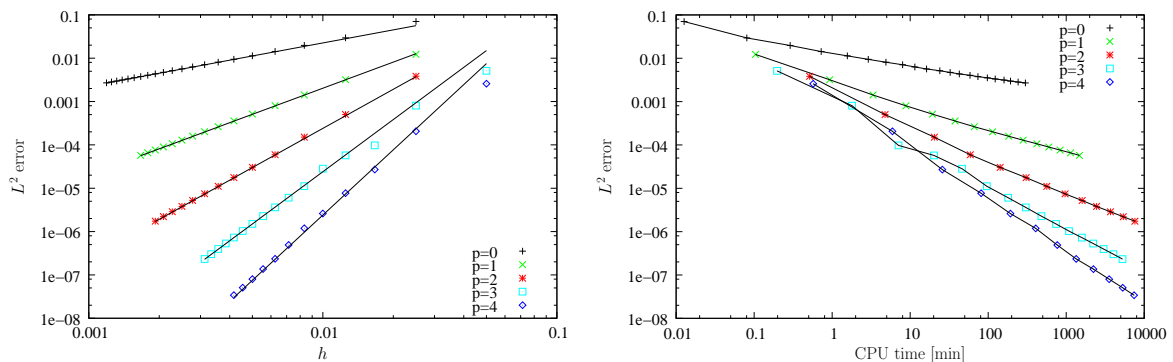 0.1
0.01
0.001
1e-04
1e-05
1e-06
1e-07
1e-08
L² error
0.001
0.01
0.1
h
p=0
p=1
p=2
p=3
p=4
0.1
0.01
0.001
1e-04
1e-05
1e-06
1e-07
1e-08
L² error
0.01
0.1
1
10
100
1000
10000
CPU time [min]
p=0
p=1
p=2
p=3
p=4